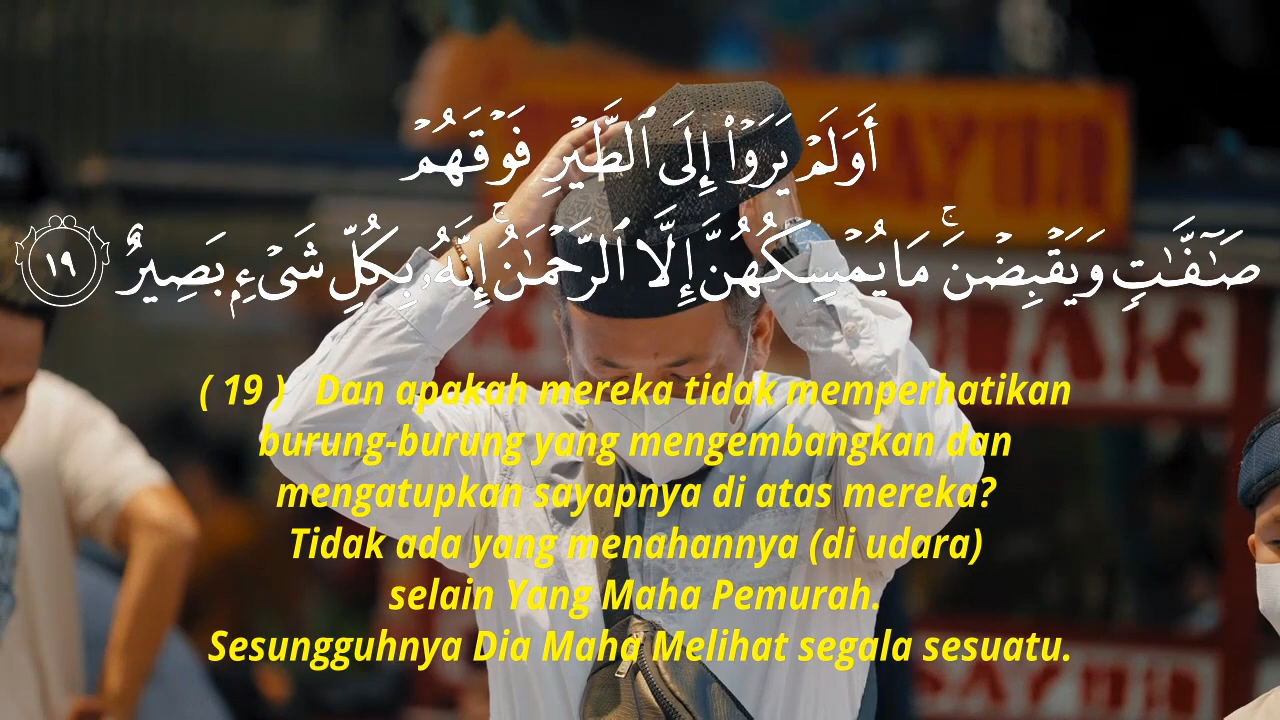 أَوَلَمْ يَرَوْا۟ إِلَى ٱلطَّيْرِ فَوْقَهُمْ
صَـٰٓفَّـٰتٍ وَيَقْبِضْنَ ۚ مَا يُمْسِكُهُنَّ إِلَّا ٱلرَّحْمَـٰنُ ۚ إِنَّهُۥ بِكُلِّ شَىْءٍۭ بَصِيرٌ ١٩
( 19 ) Dan apakah mereka tidak memperhatikan
burung-burung yang mengembangkan dan
mengatupkan sayapnya di atas mereka?
Tidak ada yang menahannya (di udara)
selain Yang Maha Pemurah.
Sesungguhnya Dia Maha Melihat segala sesuatu.